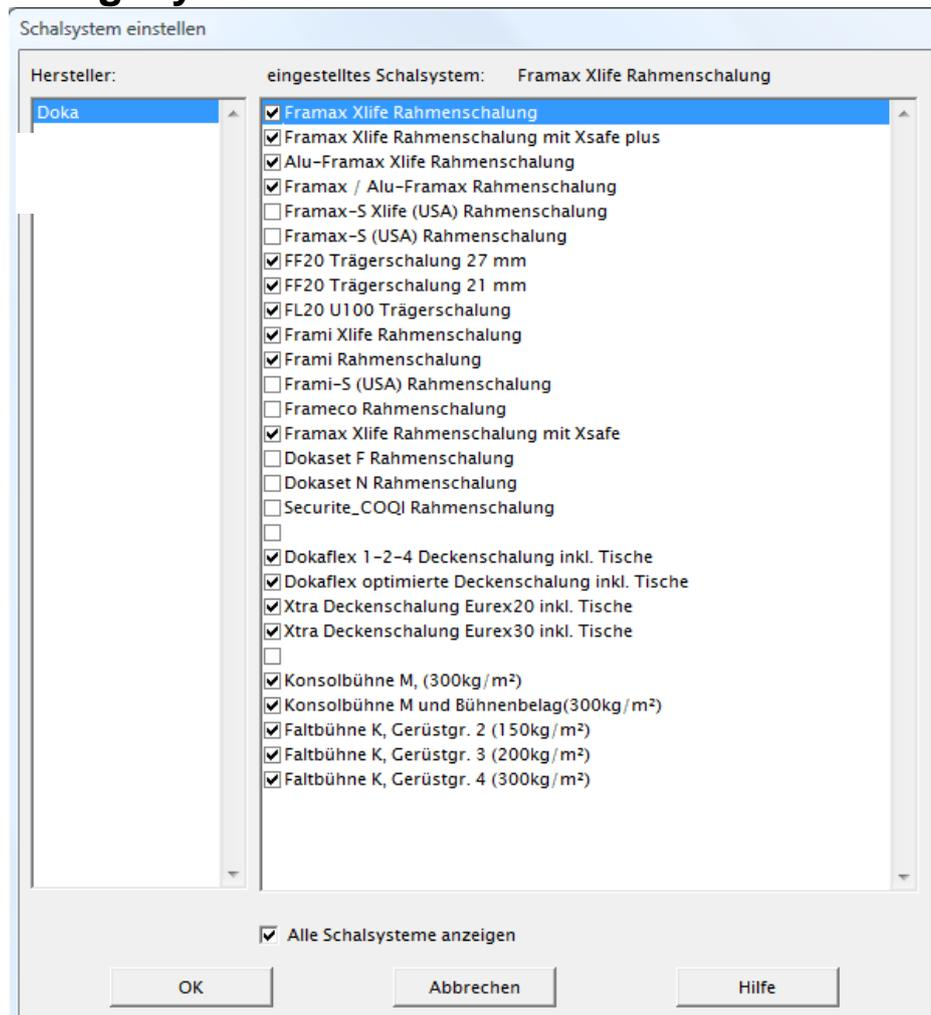 Schalsystem einstellen
Hersteller: eingestelltes Schalsystem: Framax Xlife Rahmenschalung
Doka
Framax Xlife Rahmenschalung
Framax Xlife Rahmenschalung mit Xsafe plus
Alu-Framax Xlife Rahmenschalung
Framax / Alu-Framax Rahmenschalung
Framax-S Xlife (USA) Rahmenschalung
Framax-S (USA) Rahmenschalung
FF20 Trägerschalung 27 mm
FF20 Trägerschalung 21 mm
FL20 U100 Trägerschalung
Frami Xlife Rahmenschalung
Frami Rahmenschalung
Frami-S (USA) Rahmenschalung
Frameco Rahmenschalung
Framax Xlife Rahmenschalung mit Xsafe
Dokaset F Rahmenschalung
Dokaset N Rahmenschalung
Securite_COQI Rahmenschalung
Dokaflex 1-2-4 Deckenschalung inkl. Tische
Dokaflex optimierte Deckenschalung inkl. Tische
Xtra Deckenschalung Eurex20 inkl. Tische
Xtra Deckenschalung Eurex30 inkl. Tische
Konsolbühne M, (300kg/m²)
Konsolbühne M und Bühnenbelag(300kg/m²)
Faltbühne K, Gerüstgr. 2 (150kg/m²)
Faltbühne K, Gerüstgr. 3 (200kg/m²)
Faltbühne K, Gerüstgr. 4 (300kg/m²)
Alle Schalsysteme anzeigen
OK Abbrechen Hilfe